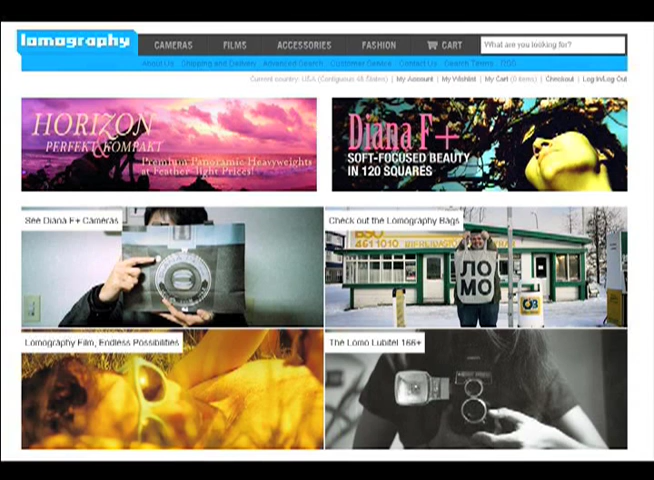 lomography
CAMERAS FILMS ACCESSORIES FASHION CART What are you looking for?
About Us Shipping and Delivery Advanced Search Customer Service Contact Us Search Terms RSS
Current country: USA (Contiguous 48 States) | My Account | My Wishlist | My Cart (0 items) | Checkout | Log In/Log Out
HORIZON
PERFEKT & KOMPAKT
Premium Panoramic Heavyweights
at Feather-light Prices!
Diana F+
SOFT-FOCUSED BEAUTY
IN 120 SQUARES
See Diana F+ Cameras
Check out the Lomography Bags
461 1010
ЛО
МО
Lomography Film, Endless Possibilities
The Lomo Lubitel 166+